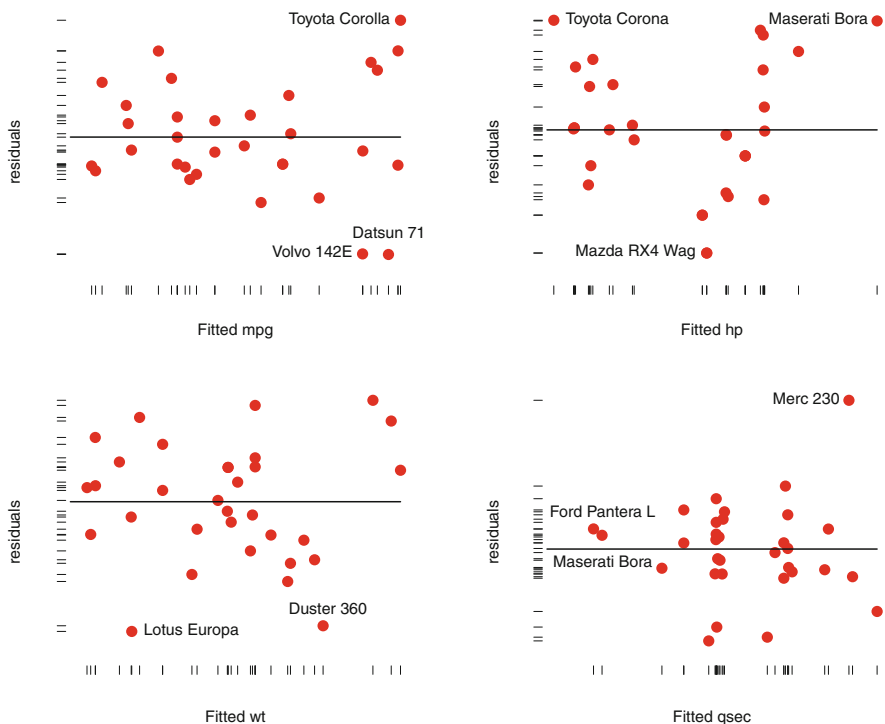 Toyota Corolla
residuals
Datsun 71
Volvo 142E
Fitted mpg
Toyota Corona
Maserati Bora
residuals
Mazda RX4 Wag
Fitted hp
residuals
Duster 360
Lotus Europa
Fitted wt
Merc 230
residuals
Ford Pantera L
Maserati Bora
Fitted qsec